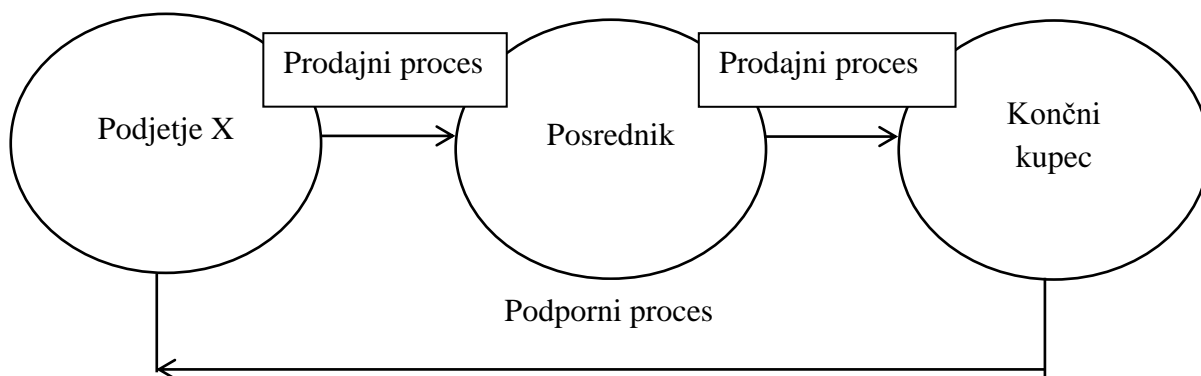 Prodajni proces
Prodajni proces
Podjetje X
Posrednik
Končni
kupec
Podporni proces